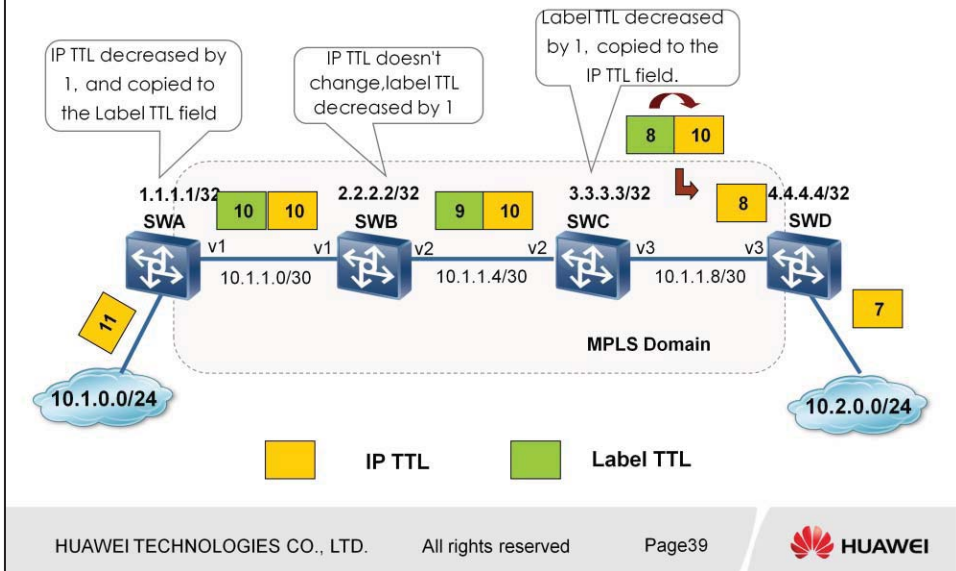 IP TTL decreased by
1, and copied to
the Label TTL field
IP TTL doesn't
change,label TTL
decreased by 1
Label TTL decreased
by 1, copied to the
IP TTL field.
8 10
1.1.1.1/32
10 10
2.2.2.2/32
9 10
3.3.3.3/32
8
4.4.4.4/32
SWA
SWB
SWC
SWD
v1
v1
v2
v2
v3
v3
10.1.1.0/30
10.1.1.4/30
10.1.1.8/30
11
7
MPLS Domain
10.1.0.0/24
10.2.0.0/24
IP TTL
Label TTL
HUAWEI TECHNOLOGIES CO., LTD.
All rights reserved
Page39
HUAWEI